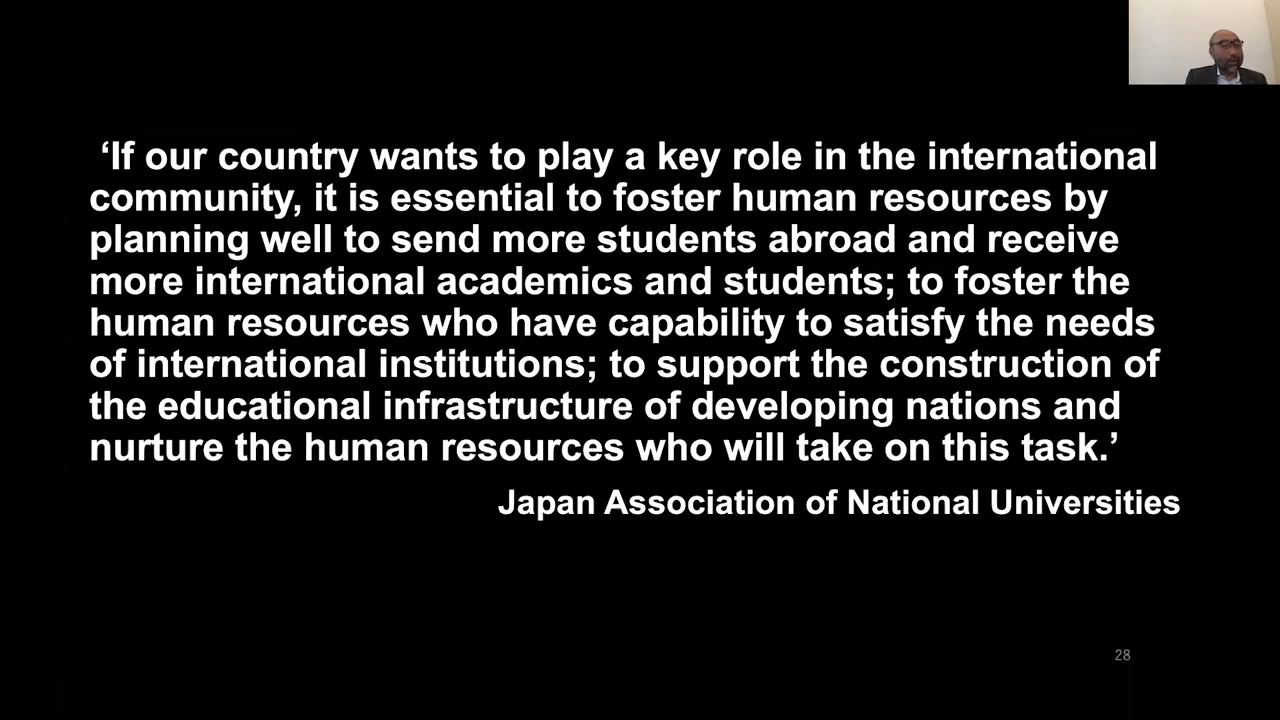 ‘If our country wants to play a key role in the international
community, it is essential to foster human resources by
planning well to send more students abroad and receive
more international academics and students; to foster the
human resources who have capability to satisfy the needs
of international institutions; to support the construction of
the educational infrastructure of developing nations and
nurture the human resources who will take on this task.’
Japan Association of National Universities
28